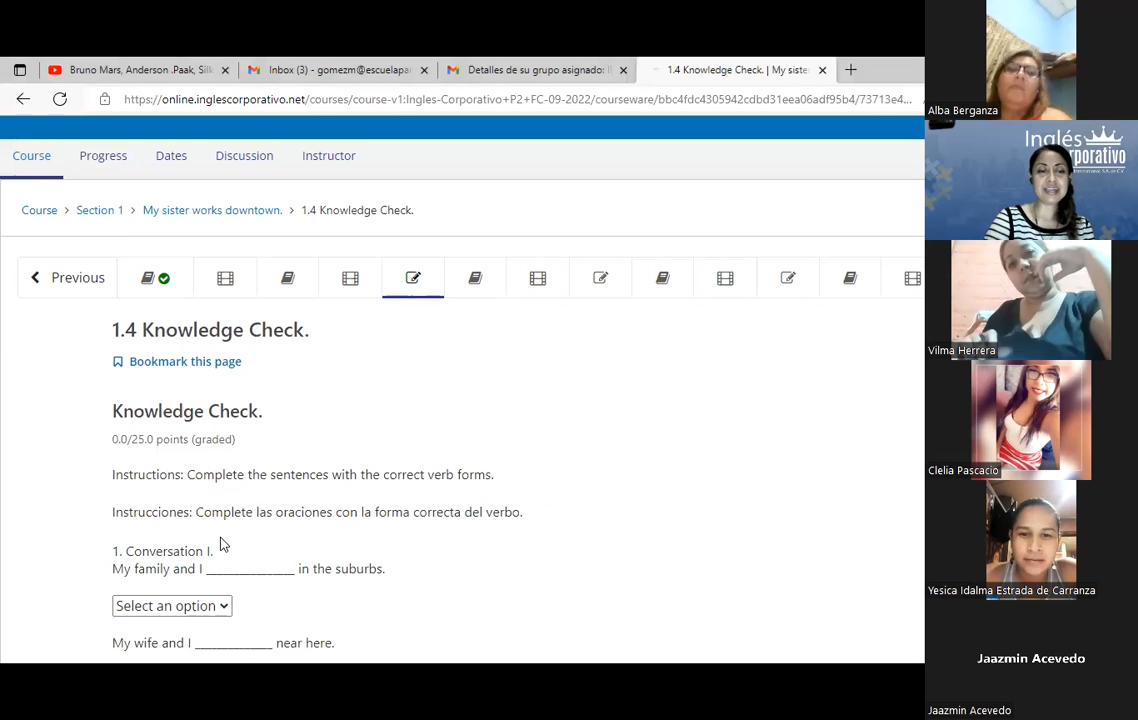 Bruno Mars, Anderson .Paak, Silk
Inbox (3) - gomezm@escuelapa
Detalles de su grupo asignado: I
1.4 Knowledge Check. | My siste
https://online.inglescorporativo.net/courses/course-v1:Ingles-Corporativo+P2+FC-09-2022/courseware/bbc4fdc4305942cdbd31eea06adf95b4/73713e4...
Course
Progress
Dates
Discussion
Instructor
Course > Section 1 > My sister works downtown. > 1.4 Knowledge Check.
Previous
1.4 Knowledge Check.
Bookmark this page
Knowledge Check.
0.0/25.0 points (graded)
Instructions: Complete the sentences with the correct verb forms.
Instrucciones: Complete las oraciones con la forma correcta del verbo.
1. Conversation I.
My family and I ________________ in the suburbs.
Select an option
My wife and I ______________ near here.
Alba Berganza
Inglés
rporativo
International, S.A. de C.V.
Vilma Herrera
Clelia Pascacio
Yesica Idalma Estrada de Carranza
Jaazmin Acevedo
Jaazmin Acevedo